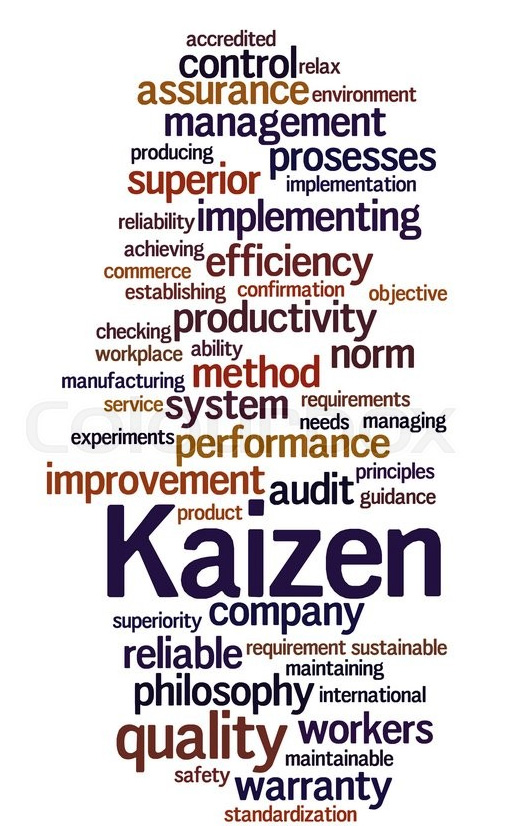 accredited
control relax
assurance environment
management
producing prosesses
superior implementation
reliability implementing
achieving efficiency
commerce
establishing confirmation objective
checking productivity
workplace ability norm
manufacturing method
service system requirements
needs managing
experiments performance
improvement audit principles
guidance
product
Kaizen
superiority company
reliable requirement sustainable
maintaining
philosophy international
quality workers
maintainable
safety warranty
standardization
colourbox